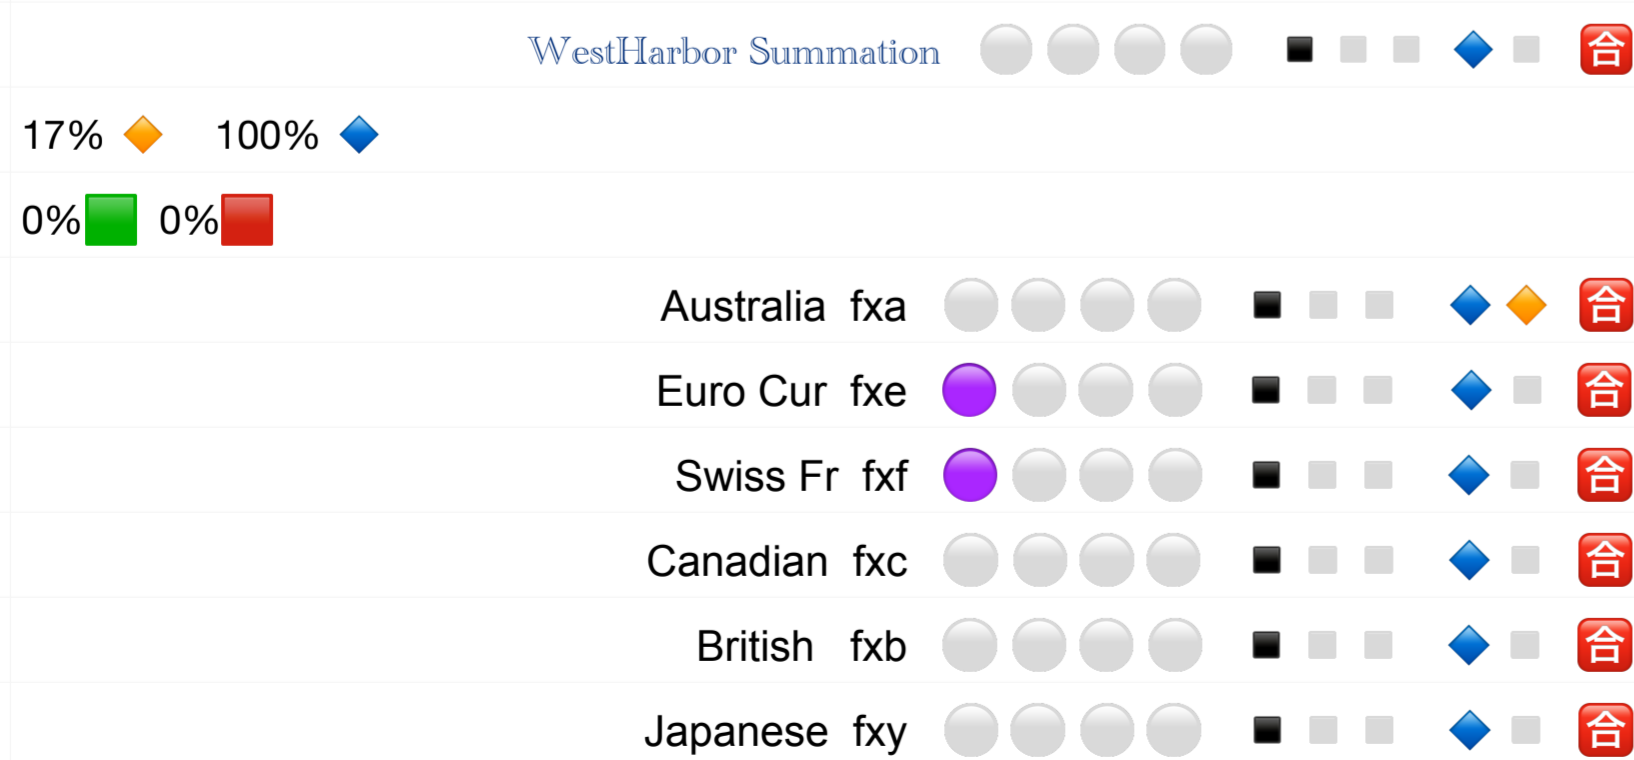 WestHarbor Summation 合
17% 100%
0% 0%
Australia fxa 合
Euro Cur fxe 合
Swiss Fr fxf 合
Canadian fxc 合
British fxb 合
Japanese fxy 合